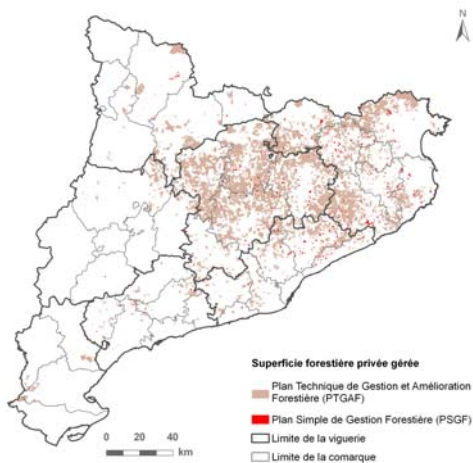 N
Superficie forestière privée gérée
Plan Technique de Gestion et Amélioration
Forestière (PTGAF)
Plan Simple de Gestion Forestière (PSGF)
Limite de la viguerie
Limite de la comarque
0 20 40
km